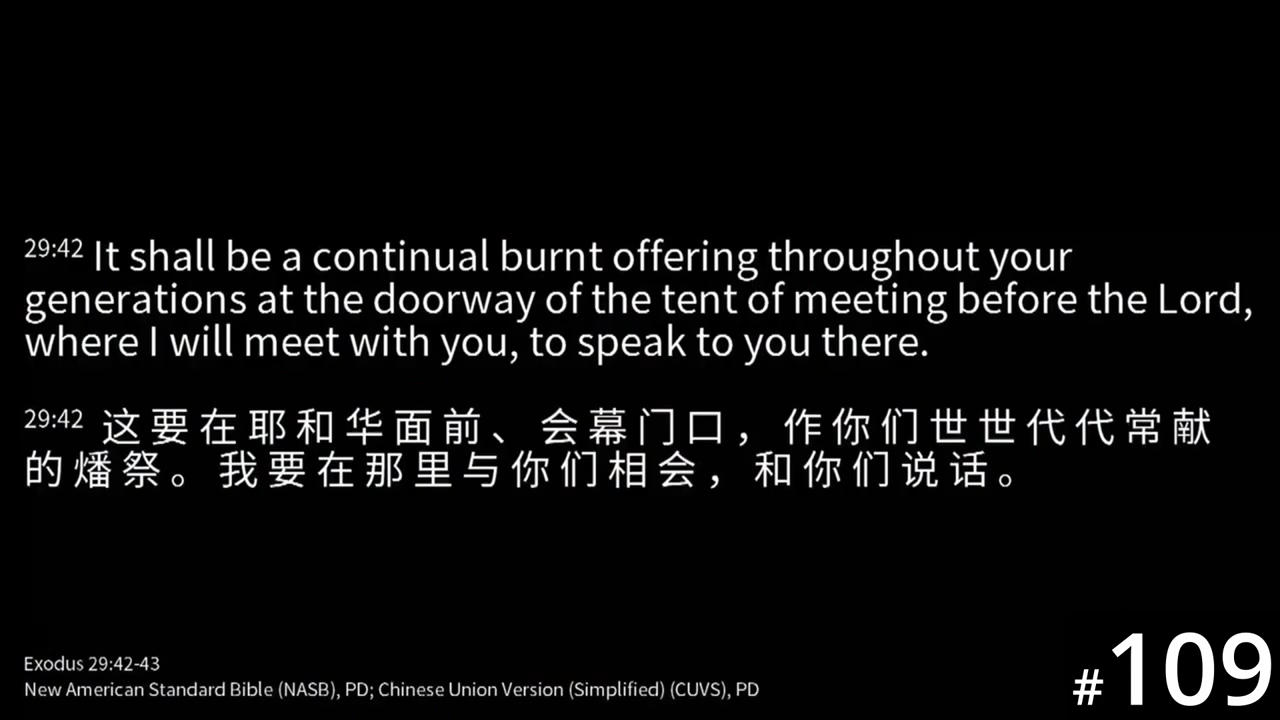 29:42 It shall be a continual burnt offering throughout your
generations at the doorway of the tent of meeting before the Lord,
where I will meet with you, to speak to you there.
29:42 这要在耶和华面前、会幕门口，作你们世世代代常献
的燔祭。我要在那里与你们相会，和你们说话。
Exodus 29:42-43
New American Standard Bible (NASB), PD; Chinese Union Version (Simplified) (CUVS), PD
#109